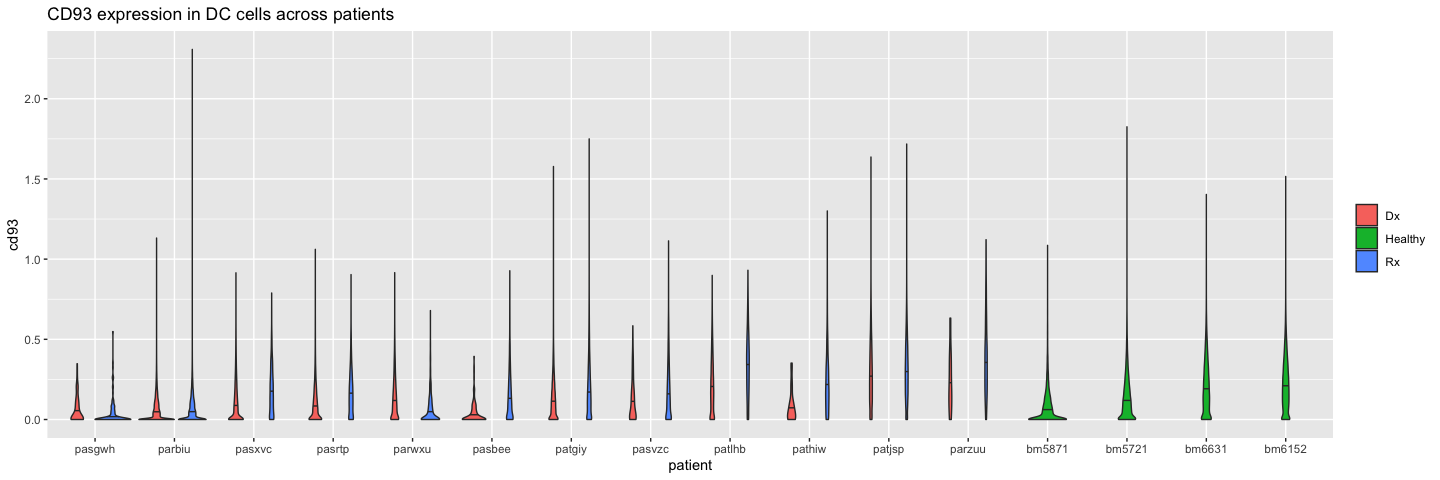 CD93 expression in DC cells across patients
cd93
2.0
1.5
1.0
0.5
0.0
pasgwh parbiu pasxvc pasrtp parwxu pasbee patgiy pasvzc patlhb pathiw patjsp parzuu bm5871 bm5721 bm6631 bm6152
patient
Dx
Healthy
Rx